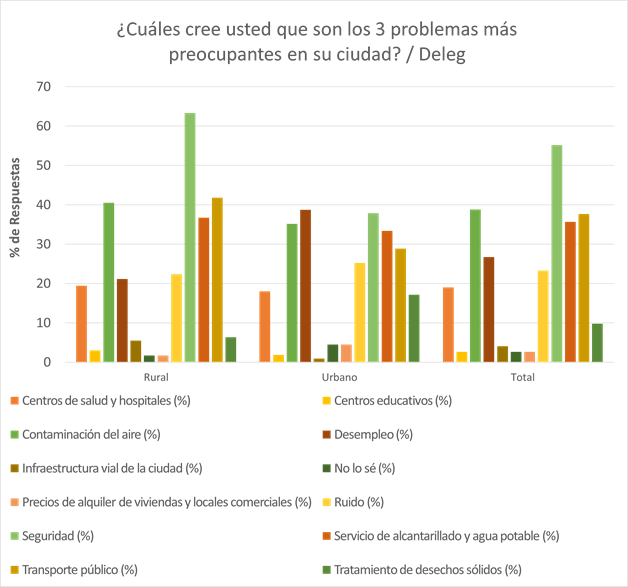 ¿Cuáles cree usted que son los 3 problemas más
preocupantes en su ciudad? / Deleg
% de Respuestas
70
60
50
40
30
20
10
0
Rural
Urbano
Total
Centros de salud y hospitales (%)
Centros educativos (%)
Contaminación del aire (%)
Desempleo (%)
Infraestructura vial de la ciudad (%)
No lo sé (%)
Precios de alquiler de viviendas y locales comerciales (%)
Ruido (%)
Seguridad (%)
Servicio de alcantarillado y agua potable (%)
Transporte público (%)
Tratamiento de desechos sólidos (%)